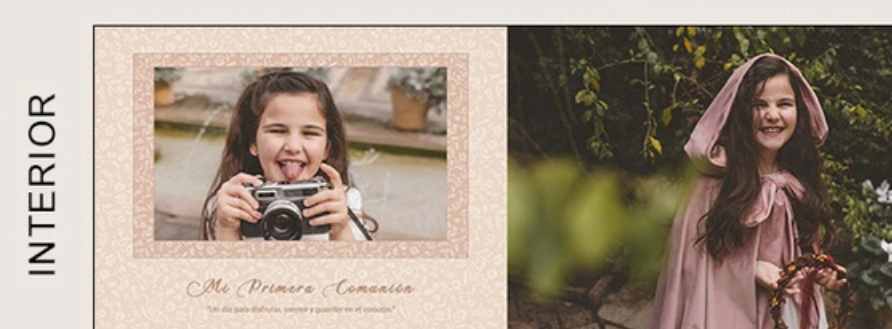 INTERIOR
Mi Primera Comunión
"Un día para disfrutar, sonreír y guardar en el corazón."